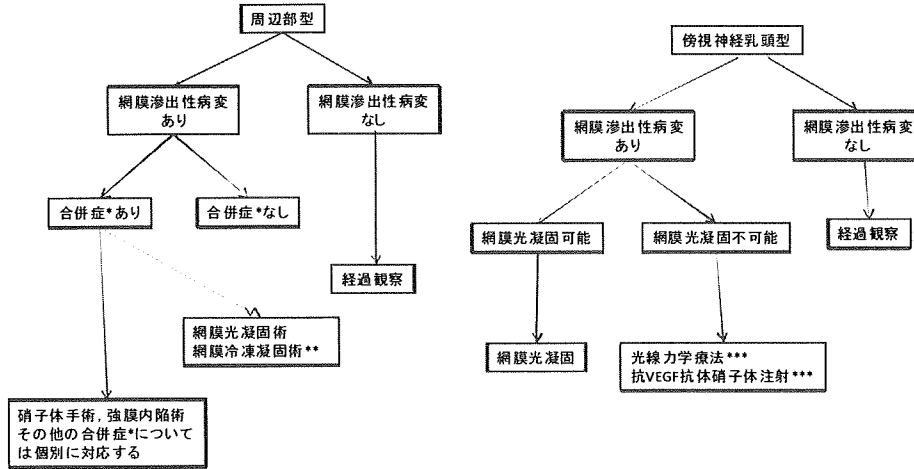 周辺部型
網膜滲出性病変
あり
網膜滲出性病変
なし
合併症*あり
合併症*なし
経過観察
網膜光凝固術
網膜冷凍凝固術**
硝子体手術,強膜内陥術
その他の合併症*につい
ては個別に対応する
傍視神経乳頭型
網膜滲出性病変
あり
網膜滲出性病変
なし
網膜光凝固可能
網膜光凝固不可能
経過観察
網膜光凝固
光線力学療法***
抗VEGF抗体硝子体注射***